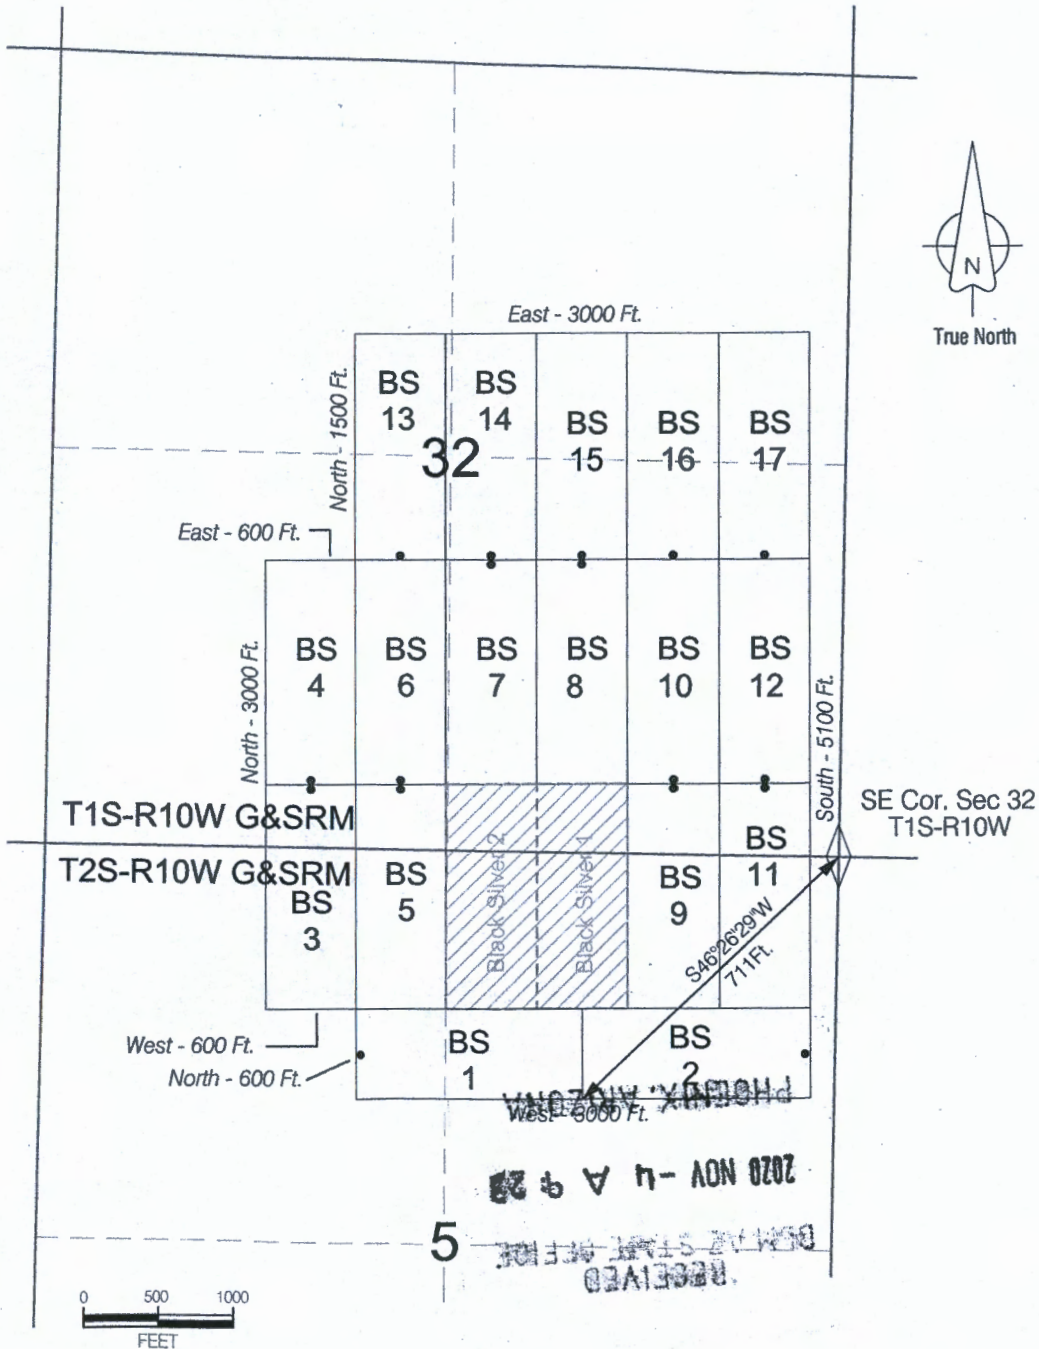 N
True North
East - 3000 Ft.
North - 1500 Ft.
BS
13
BS
14
BS
15
BS
16
BS
17
32
East - 600 Ft.
North - 3000 Ft.
BS
4
BS
6
BS
7
BS
8
BS
10
BS
12
South - 5100 Ft.
SE Cor. Sec 32
T1S-R10W
T1S-R10W G&SRM
T2S-R10W G&SRM
BS
3
BS
5
Black Silver 2
Black Silver 1
BS
9
BS
11
S46°26'29"W
711Ft.
West - 600 Ft.
North - 600 Ft.
BS
1
BS
2
West - 3000 Ft.
PHOENIX, ARIZONA
2020 NOV -4 A 9
RECEIVED
5
0 500 1000
FEET